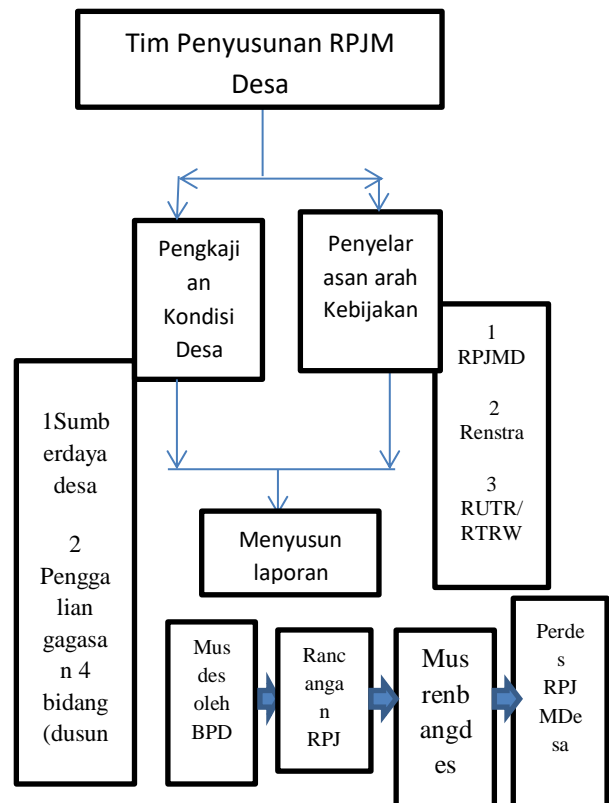 Tim Penyusunan RPJM
Desa
Pengkaji
an
Kondisi
Desa
Penyelar
asan arah
Kebijakan
1Sumb
erdaya
desa
2
Pengga
lian
gagasa
n 4
bidang
(dusun
1
RPJMD
2
Renstra
3
RUTR/
RTRW
Menyusun
laporan
Mus
des
oleh
BPD
Ranc
anga
n
RPJ
Mus
renb
angd
es
Perde
s
RPJ
MDe
sa